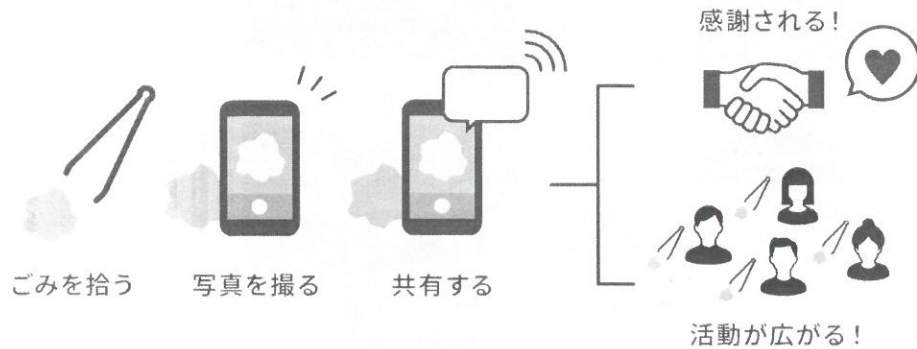 感謝される！
ごみを拾う
写真を撮る
共有する
活動が広がる！